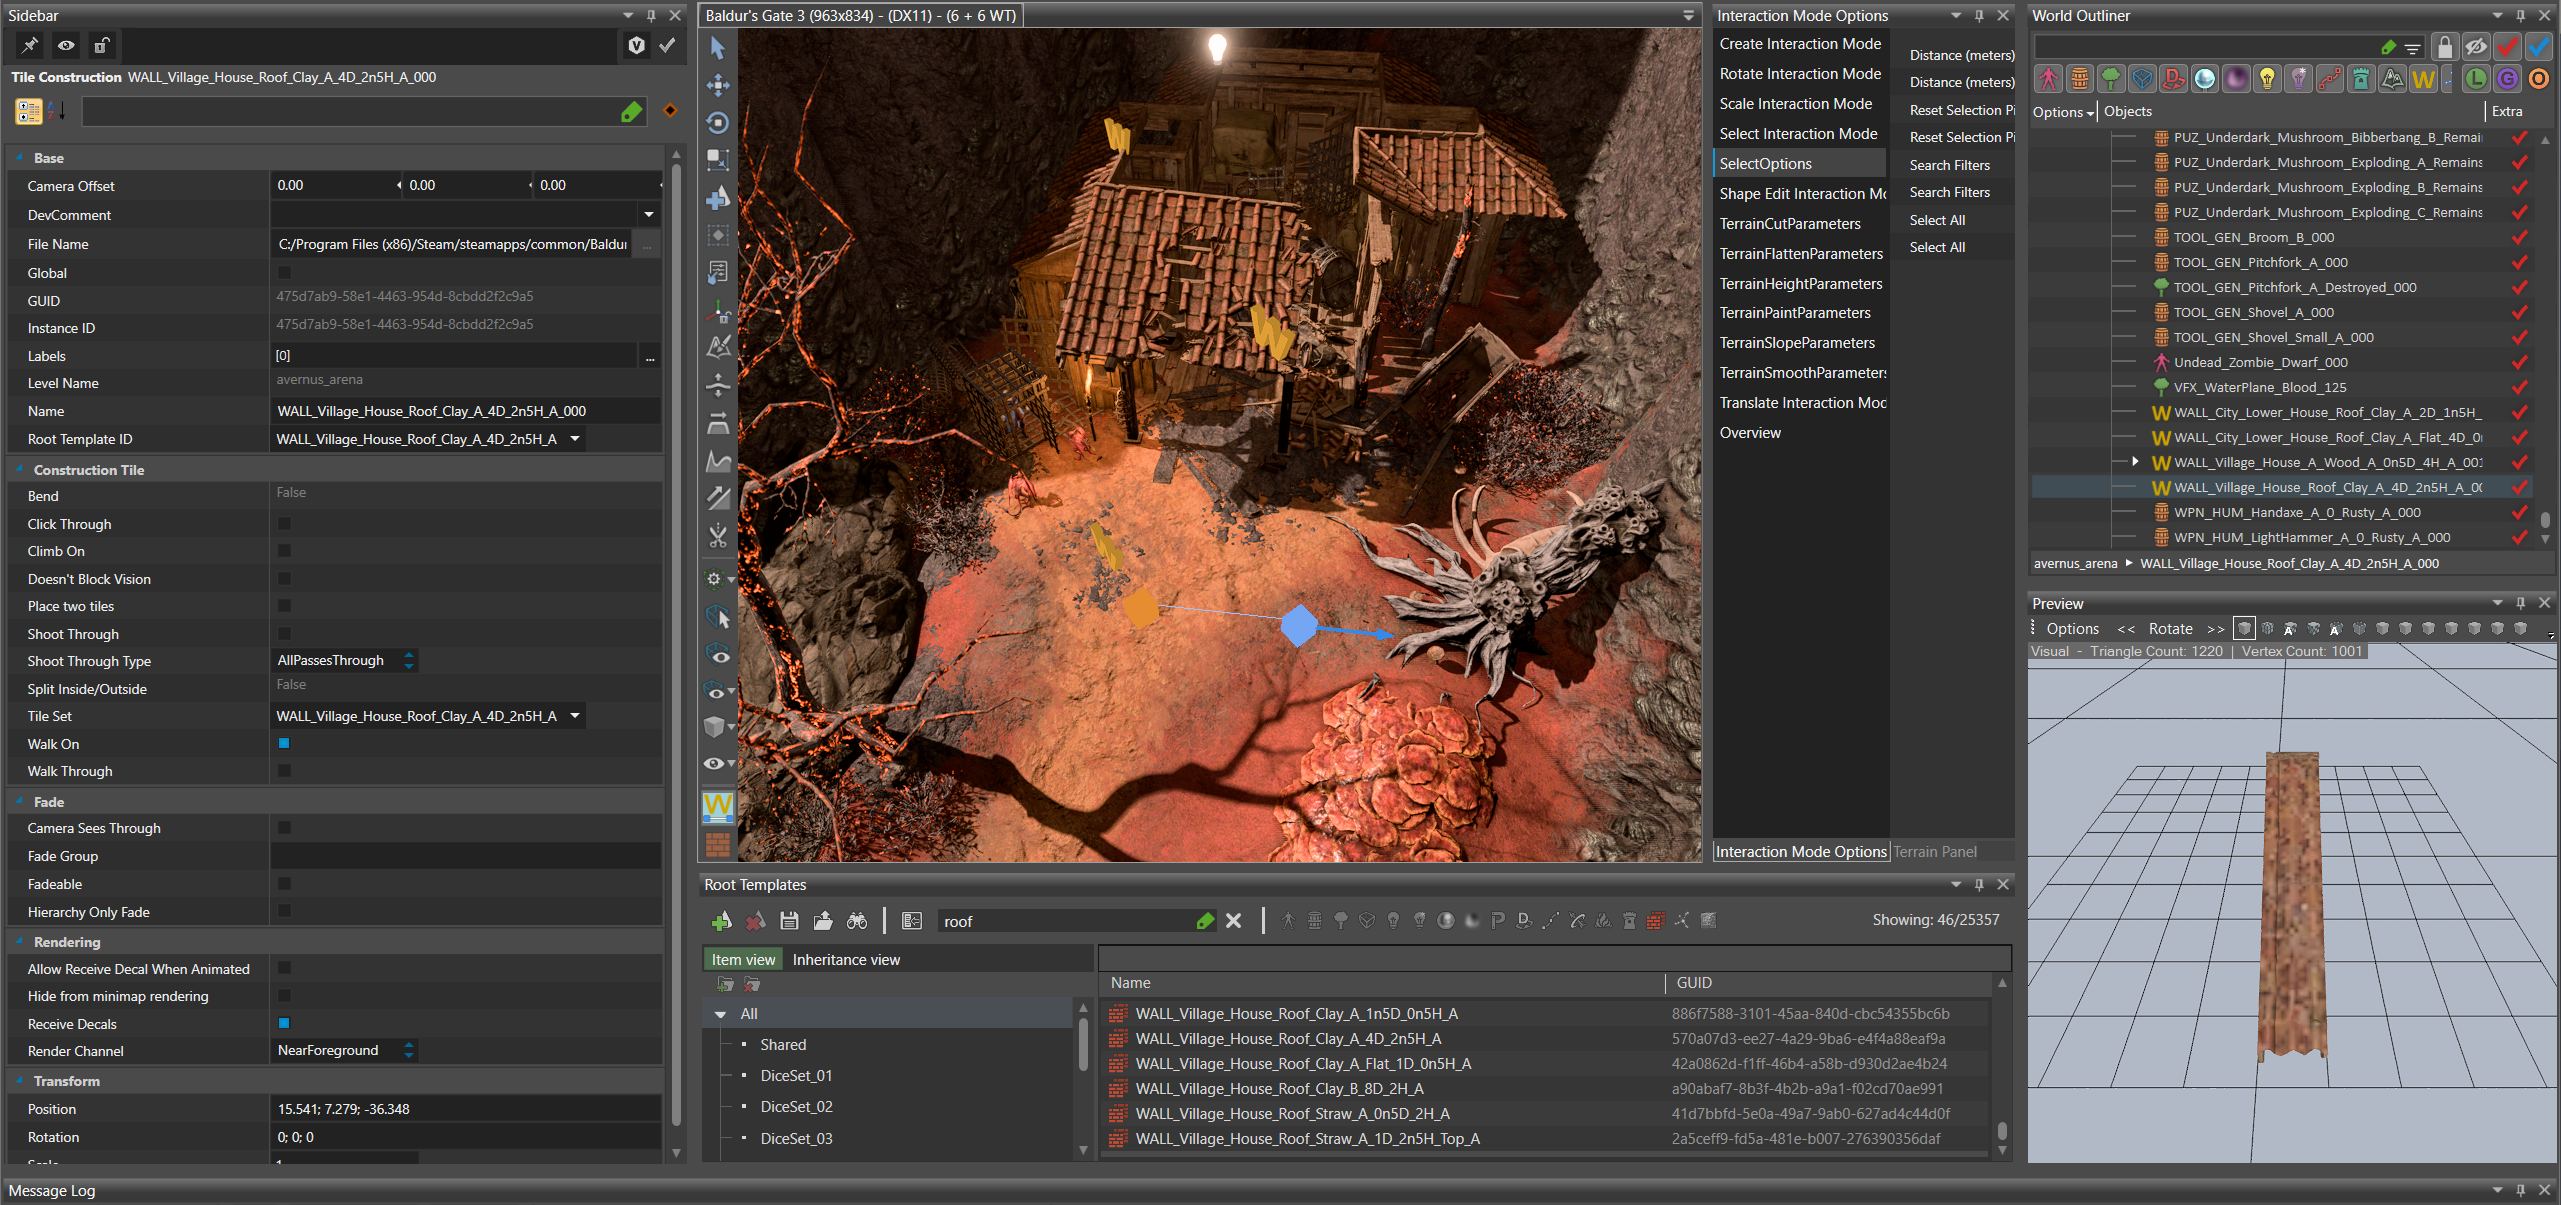 Sidebar
Tile Construction WALL_Village_House_Roof_Clay_A_4D_2n5H_A_000
Base
Camera Offset 0.00 0.00 0.00
DevComment
File Name C:/Program Files (x86)/Steam/steamapps/common/Baldur ...
Global
GUID 475d7ab9-58e1-4463-954d-8cbdd2f2c9a5
Instance ID 475d7ab9-58e1-4463-954d-8cbdd2f2c9a5
Labels [0] ...
Level Name avernus_arena
Name WALL_Village_House_Roof_Clay_A_4D_2n5H_A_000
Root Template ID WALL_Village_House_Roof_Clay_A_4D_2n5H_A
Construction Tile
Bend False
Click Through
Climb On
Doesn't Block Vision
Place two tiles
Shoot Through
Shoot Through Type AllPassesThrough
Split Inside/Outside False
Tile Set WALL_Village_House_Roof_Clay_A_4D_2n5H_A
Walk On
Walk Through
Fade
Camera Sees Through
Fade Group
Fadeable
Hierarchy Only Fade
Rendering
Allow Receive Decal When Animated
Hide from minimap rendering
Receive Decals
Render Channel NearForeground
Transform
Position 15.541; 7.279; -36.348
Rotation 0; 0; 0
Message Log
Baldur's Gate 3 (963x834) - (DX11) - (6 + 6 WT)
Interaction Mode Options
Create Interaction Mode
Rotate Interaction Mode
Scale Interaction Mode
Select Interaction Mode
SelectOptions
Shape Edit Interaction Mo
TerrainCutParameters
TerrainFlattenParameters
TerrainHeightParameters
TerrainPaintParameters
TerrainSlopeParameters
TerrainSmoothParameters
Translate Interaction Mod
Overview
Distance (meters)
Distance (meters)
Reset Selection Pi
Reset Selection Pi
Search Filters
Search Filters
Select All
Select All
Interaction Mode Options Terrain Panel
Root Templates
roof
Showing: 46/25357
Item view Inheritance view
All
Shared
DiceSet_01
DiceSet_02
DiceSet_03
Name GUID
WALL_Village_House_Roof_Clay_A_1n5D_0n5H_A 886f7588-3101-45aa-840d-cbc54355bc6b
WALL_Village_House_Roof_Clay_A_4D_2n5H_A 570a07d3-ee27-4a29-9ba6-e4f4a88eaf9a
WALL_Village_House_Roof_Clay_A_Flat_1D_0n5H_A 42a0862d-f1ff-46b4-a58b-d930d2ae4b24
WALL_Village_House_Roof_Clay_B_8D_2H_A a90abaf7-8b3f-4b2b-a9a1-f02cd70ae991
WALL_Village_House_Roof_Straw_A_0n5D_2H_A 41d7bbfd-5e0a-49a7-9ab0-627ad4c44d0f
WALL_Village_House_Roof_Straw_A_1D_2n5H_Top_A 2a5ceff9-fd5a-481e-b007-276390356daf
World Outliner
Options Objects Extra
PUZ_Underdark_Mushroom_Bibberbang_B_Remai
PUZ_Underdark_Mushroom_Exploding_A_Remains
PUZ_Underdark_Mushroom_Exploding_B_Remains
PUZ_Underdark_Mushroom_Exploding_C_Remains
TOOL_GEN_Broom_B_000
TOOL_GEN_Pitchfork_A_000
TOOL_GEN_Pitchfork_A_Destroyed_000
TOOL_GEN_Shovel_A_000
TOOL_GEN_Shovel_Small_A_000
Undead_Zombie_Dwarf_000
VFX_WaterPlane_Blood_125
WALL_City_Lower_House_Roof_Clay_A_2D_1n5H_
WALL_City_Lower_House_Roof_Clay_A_Flat_4D_0
WALL_Village_House_A_Wood_A_0n5D_4H_A_001
WALL_Village_House_Roof_Clay_A_4D_2n5H_A_00
WPN_HUM_Handaxe_A_0_Rusty_A_000
WPN_HUM_LightHammer_A_0_Rusty_A_000
avernus_arena WALL_Village_House_Roof_Clay_A_4D_2n5H_A_000
Preview
Options << Rotate >>
Visual - Triangle Count: 1220 | Vertex Count: 1001